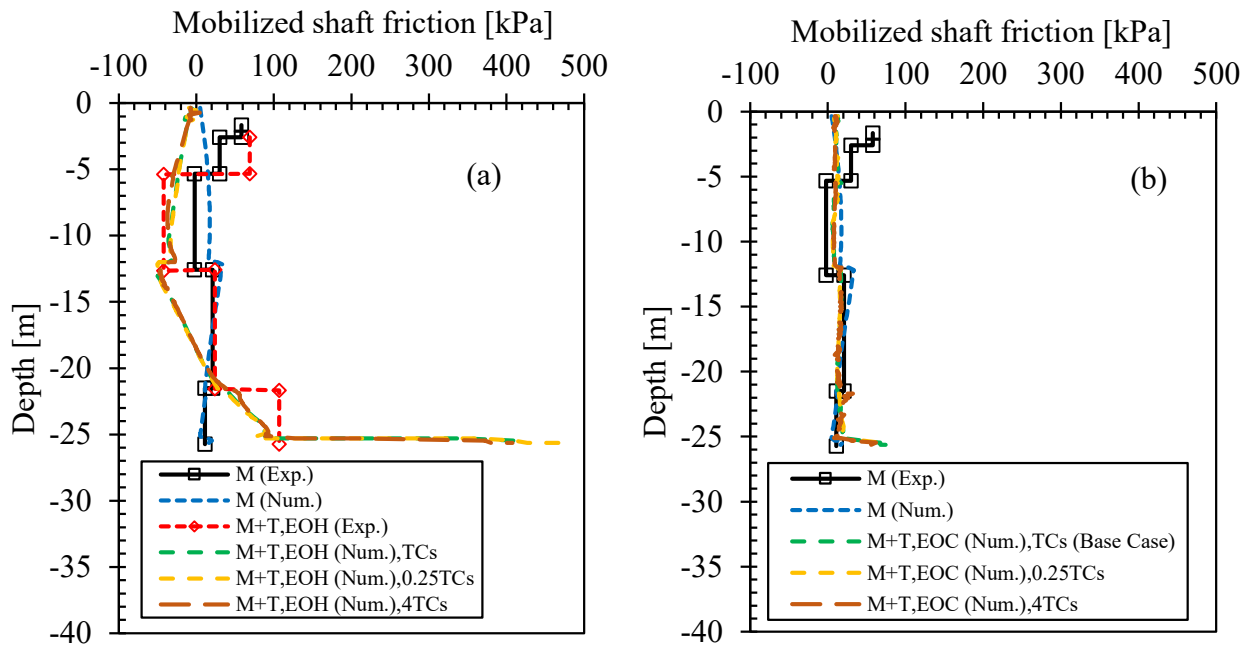 Mobilized shaft friction [kPa]
-100 0 100 200 300 400 500
0
-5
-10
-15
-20
-25
-30
-35
-40
Depth [m]
(a)
M (Exp.)
M (Num.)
M+T,EOH (Exp.)
M+T,EOH (Num.),TCs
M+T,EOH (Num.),0.25TCs
M+T,EOH (Num.),4TCs
Mobilized shaft friction [kPa]
-100 0 100 200 300 400 500
0
-5
-10
-15
-20
-25
-30
-35
-40
Depth [m]
(b)
M (Exp.)
M (Num.)
M+T,EOC (Num.),TCs (Base Case)
M+T,EOC (Num.),0.25TCs
M+T,EOC (Num.),4TCs